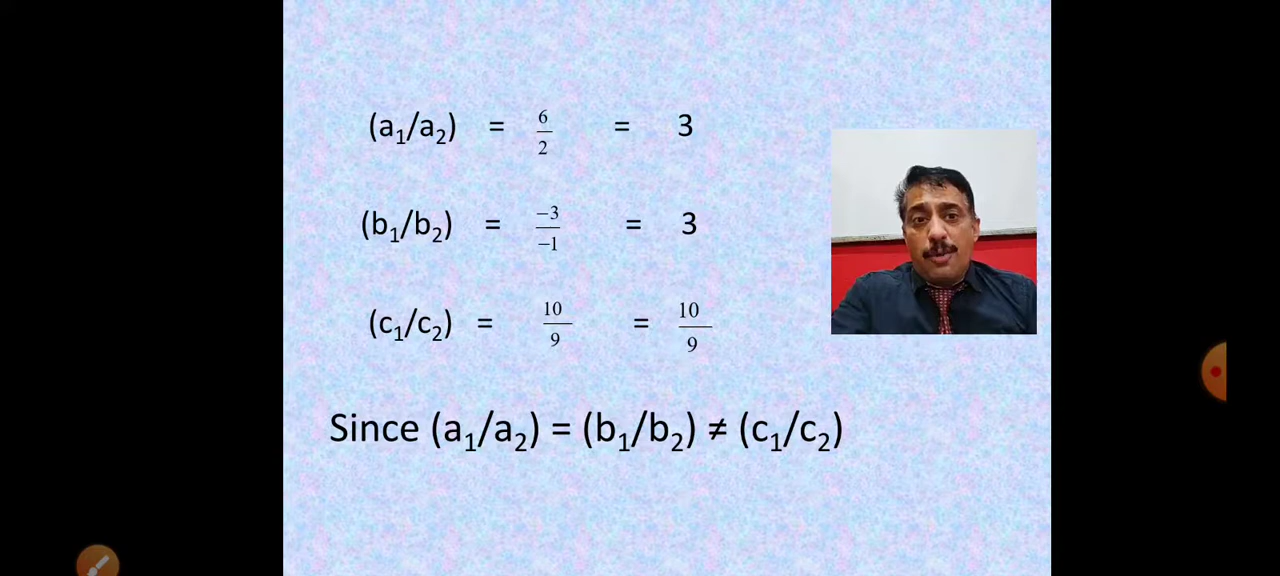 (a₁/a₂) = 6/2 = 3
(b₁/b₂) = −3/−1 = 3
(c₁/c₂) = 10/9 = 10/9
Since (a₁/a₂) = (b₁/b₂) ≠ (c₁/c₂)